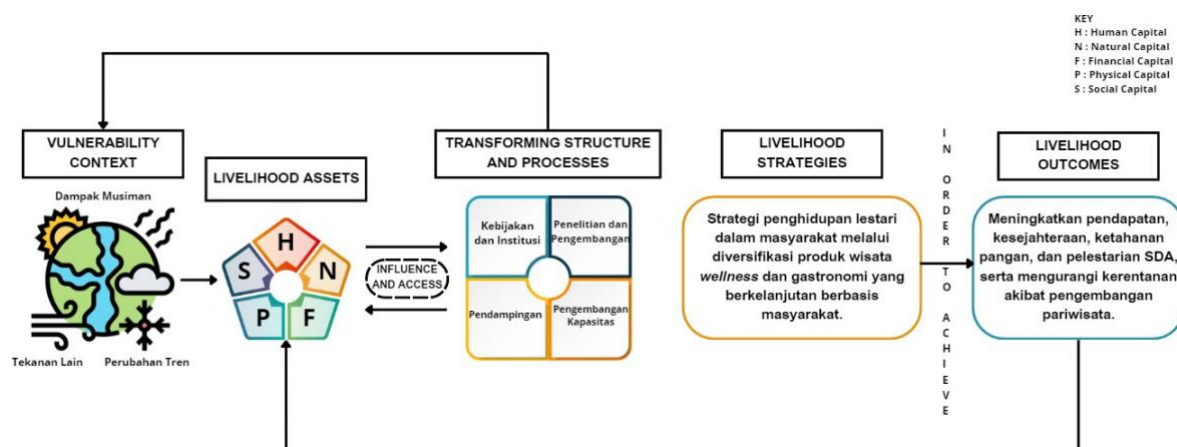 KEY
H : Human Capital
N : Natural Capital
F : Financial Capital
P : Physical Capital
S : Social Capital
VULNERABILITY
CONTEXT
Dampak Musiman
Tekanan Lain
Perubahan Tren
LIVELIHOOD ASSETS
H
S
N
P
F
INFLUENCE
AND ACCESS
TRANSFORMING STRUCTURE
AND PROCESSES
Kebijakan
dan Institusi
Penelitian dan
Pengembangan
Pendampingan
Pengembangan
Kapasitas
LIVELIHOOD
STRATEGIES
Strategi penghidupan lestari
dalam masyarakat melalui
diversifikasi produk wisata
wellness dan gastronomi yang
berkelanjutan berbasis
masyarakat.
IN ORDER TO ACHIEVE
LIVELIHOOD
OUTCOMES
Meningkatkan pendapatan,
kesejahteraan, ketahanan
pangan, dan pelestarian SDA,
serta mengurangi kerentanan
akibat pengembangan
pariwisata.